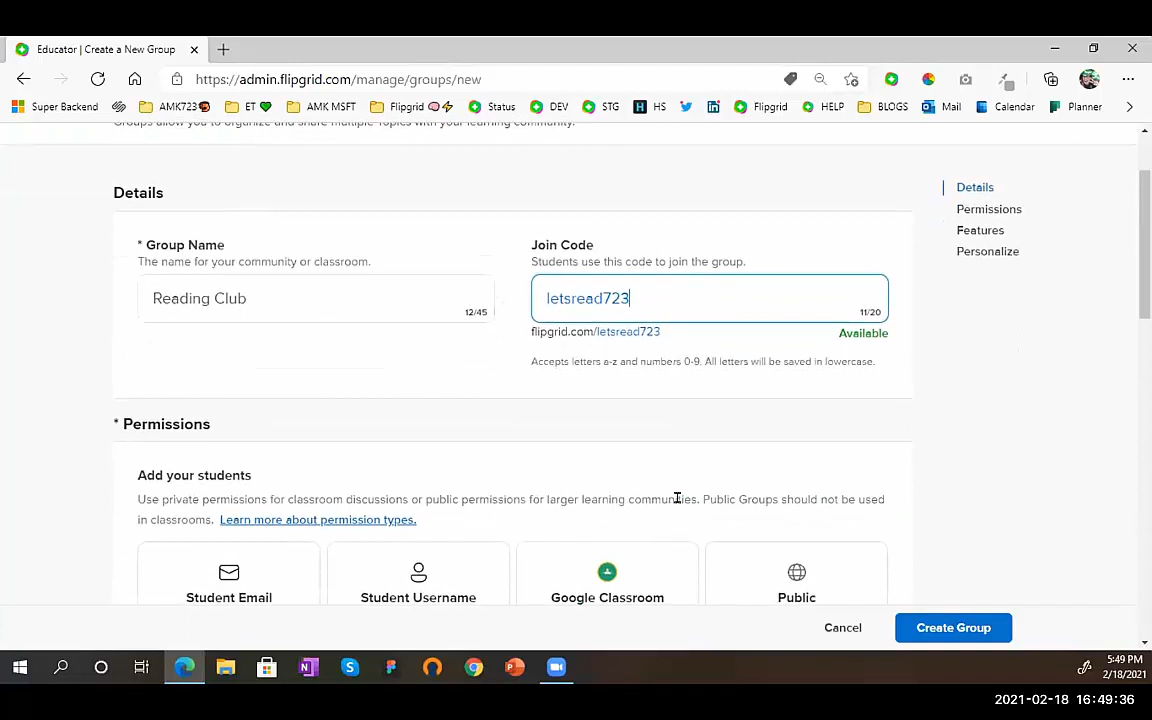 Educator | Create a New Group
https://admin.flipgrid.com/manage/groups/new
Super Backend AMK723 ET AMK MSFT Flipgrid Status DEV STG HS Flipgrid HELP BLOGS Mail Calendar Planner
Groups allow you to organize and share multiple Topics with your learning community.
Details
Details
Permissions
Features
Personalize
* Group Name
The name for your community or classroom.
Reading Club
12/45
Join Code
Students use this code to join the group.
letsread723
11/20
flipgrid.com/letsread723
Available
Accepts letters a-z and numbers 0-9. All letters will be saved in lowercase.
* Permissions
Add your students
Use private permissions for classroom discussions or public permissions for larger learning communities. Public Groups should not be used
in classrooms. Learn more about permission types.
Student Email
Student Username
Google Classroom
Public
Cancel
Create Group
5:49 PM
2/18/2021
2021-02-18 16:49:36